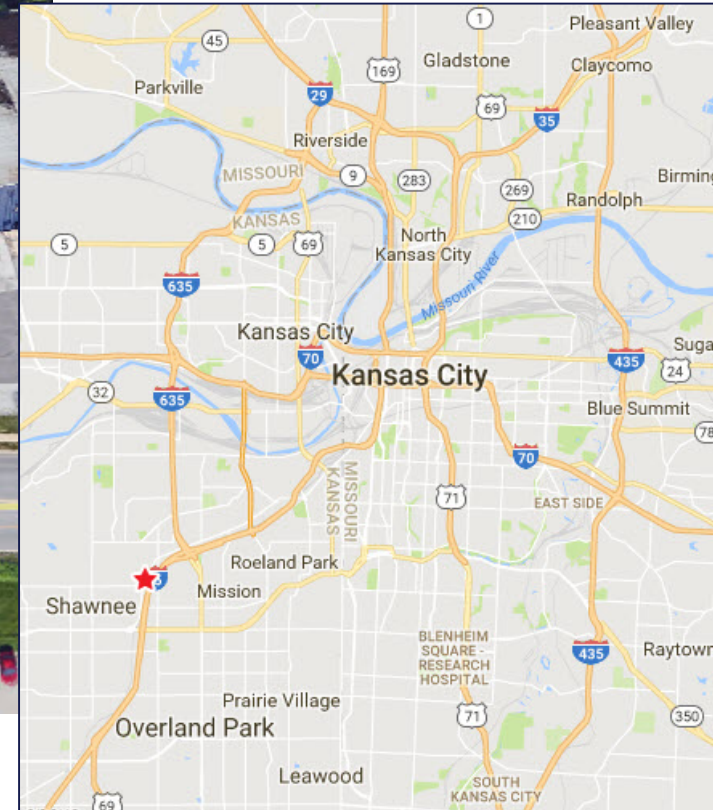 1
Pleasant Valley
45
Gladstone
169
Claycomo
Parkville
29
69
35
Riverside
MISSOURI
9
283
269
Randolph
Birming
KANSAS
210
5
5
69
North
Kansas City
Missouri River
635
Kansas City
70
Kansas City
435
Suga
24
32
635
Blue Summit
78
70
71
EAST SIDE
MISSOURI
KANSAS
Roeland Park
Mission
Shawnee
BLENHEIM
SQUARE -
RESEARCH
HOSPITAL
435
Raytown
Prairie Village
71
350
Overland Park
Leawood
SOUTH
KANSAS CITY
69